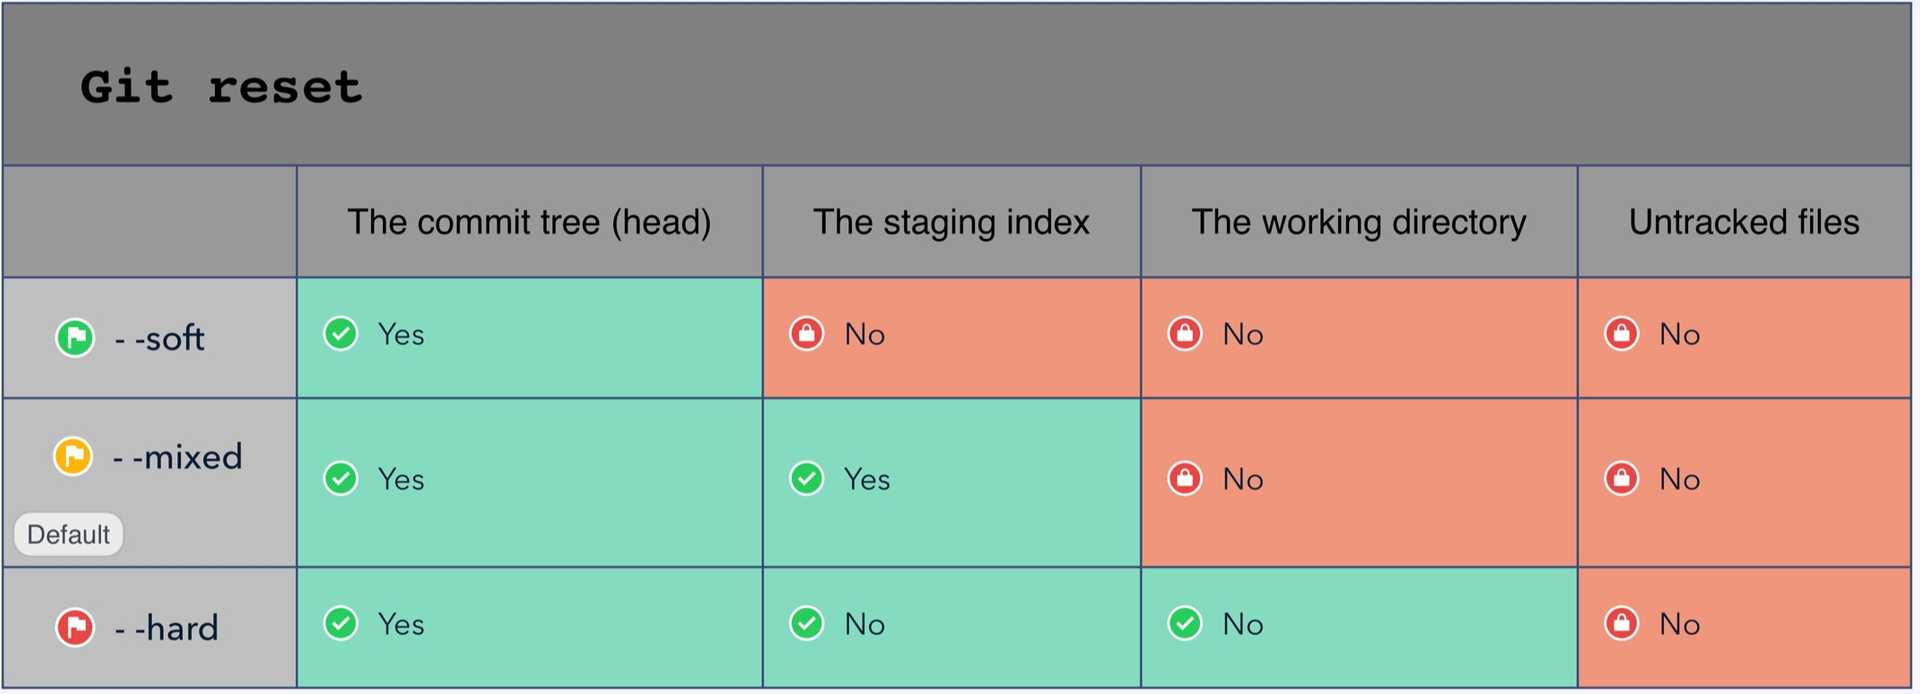 Git reset
The commit tree (head) The staging index The working directory Untracked files
- -soft Yes No No No
- -mixed Yes Yes No No
Default
- -hard Yes No No No